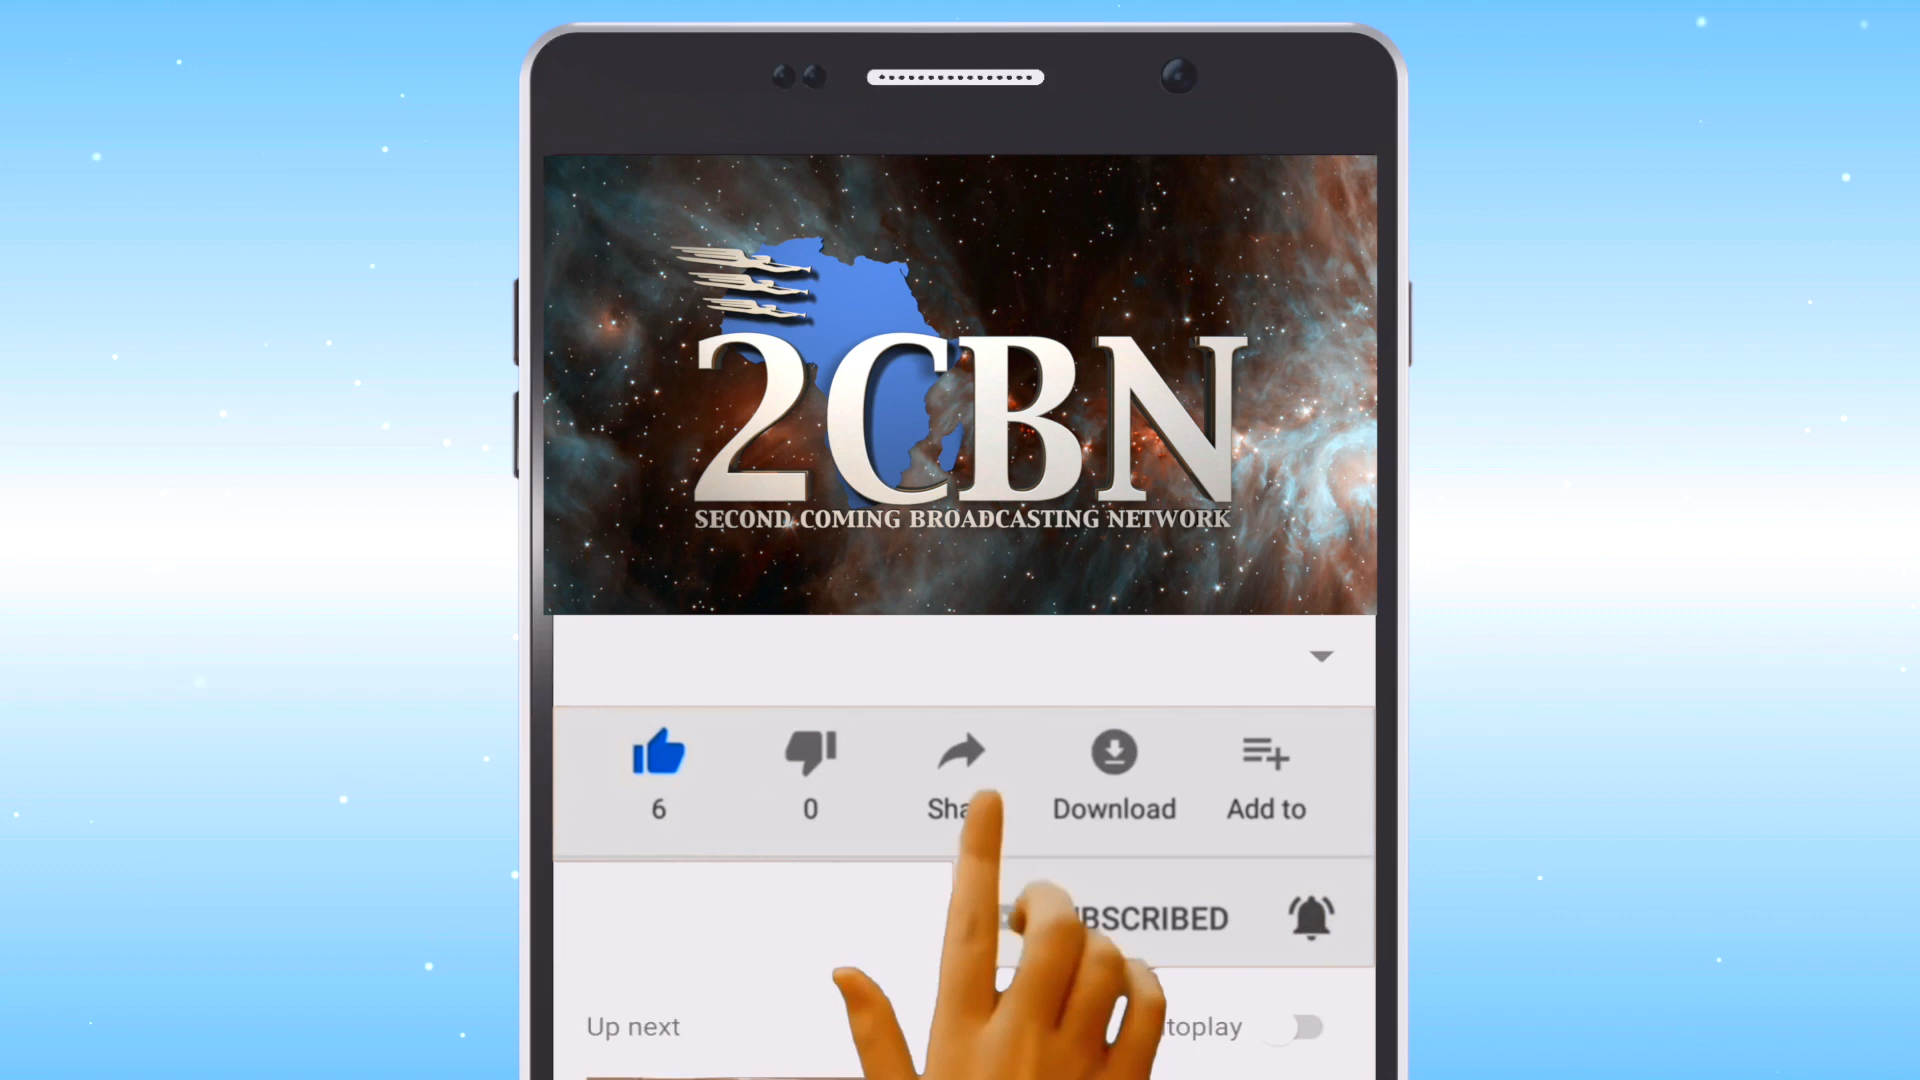 2CBN
SECOND COMING BROADCASTING NETWORK
6
0
Download
Add to
Up next